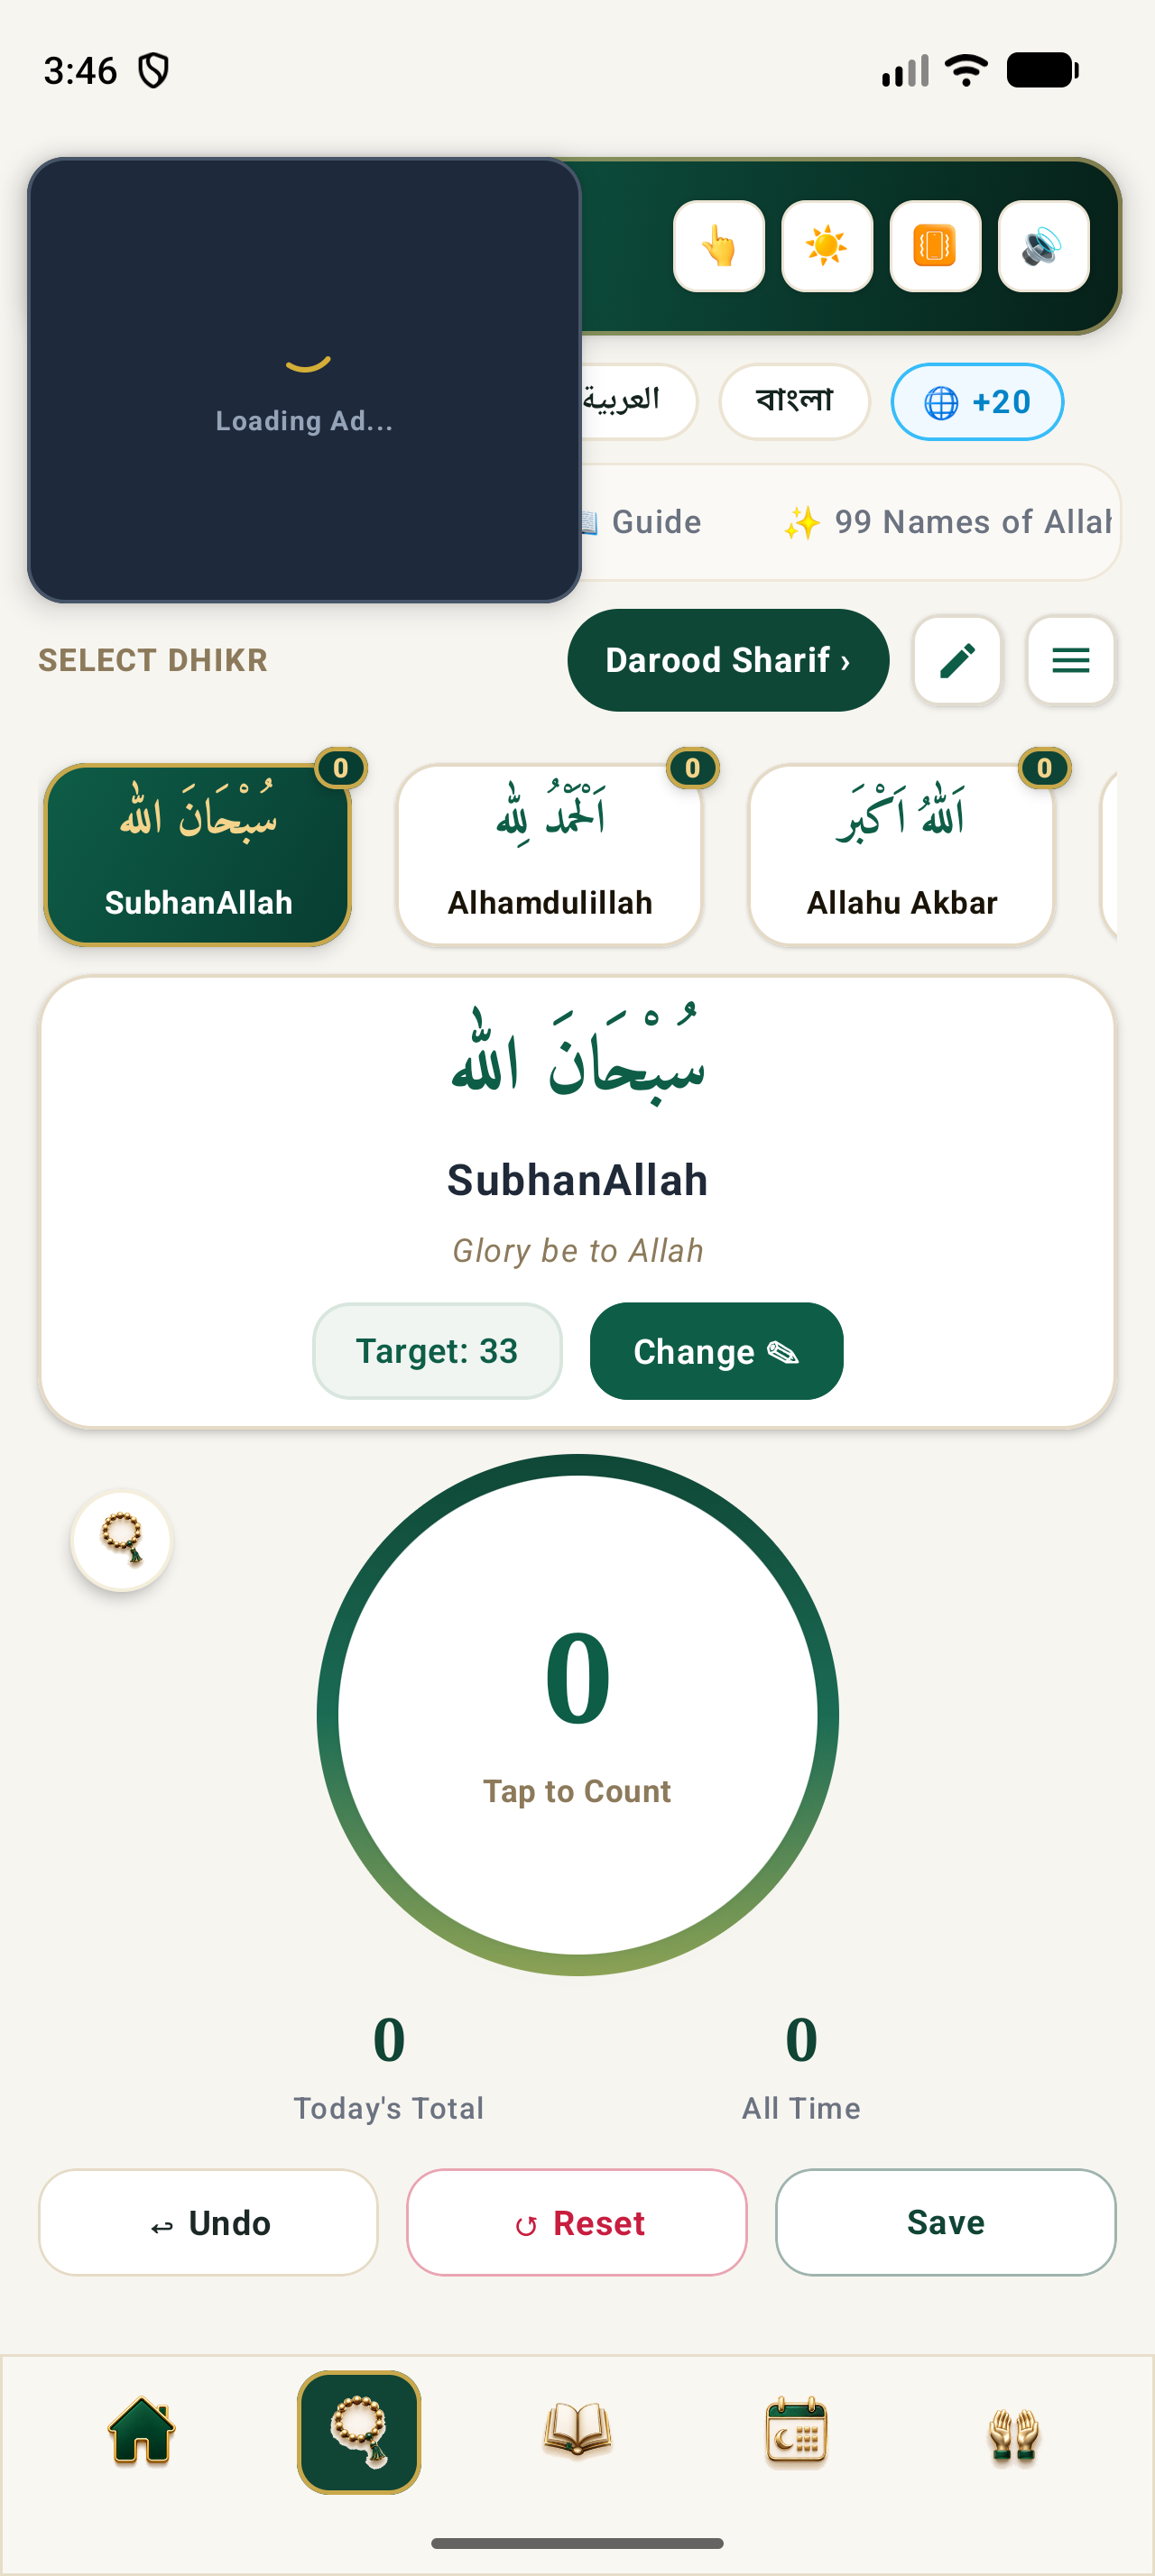 3:46
Loading Ad...
العربية
বাংলা
+20
Guide
99 Names of Allah
SELECT DHIKR
Darood Sharif ›
0
0
0
سُبْحَانَ اللّٰه
اَلْحَمْدُ لِلّٰه
اَللّٰهُ اَكْبَر
SubhanAllah
Alhamdulillah
Allahu Akbar
سُبْحَانَ اللّٰه
SubhanAllah
Glory be to Allah
Target: 33
Change
0
Tap to Count
0
0
Today's Total
All Time
Undo
Reset
Save